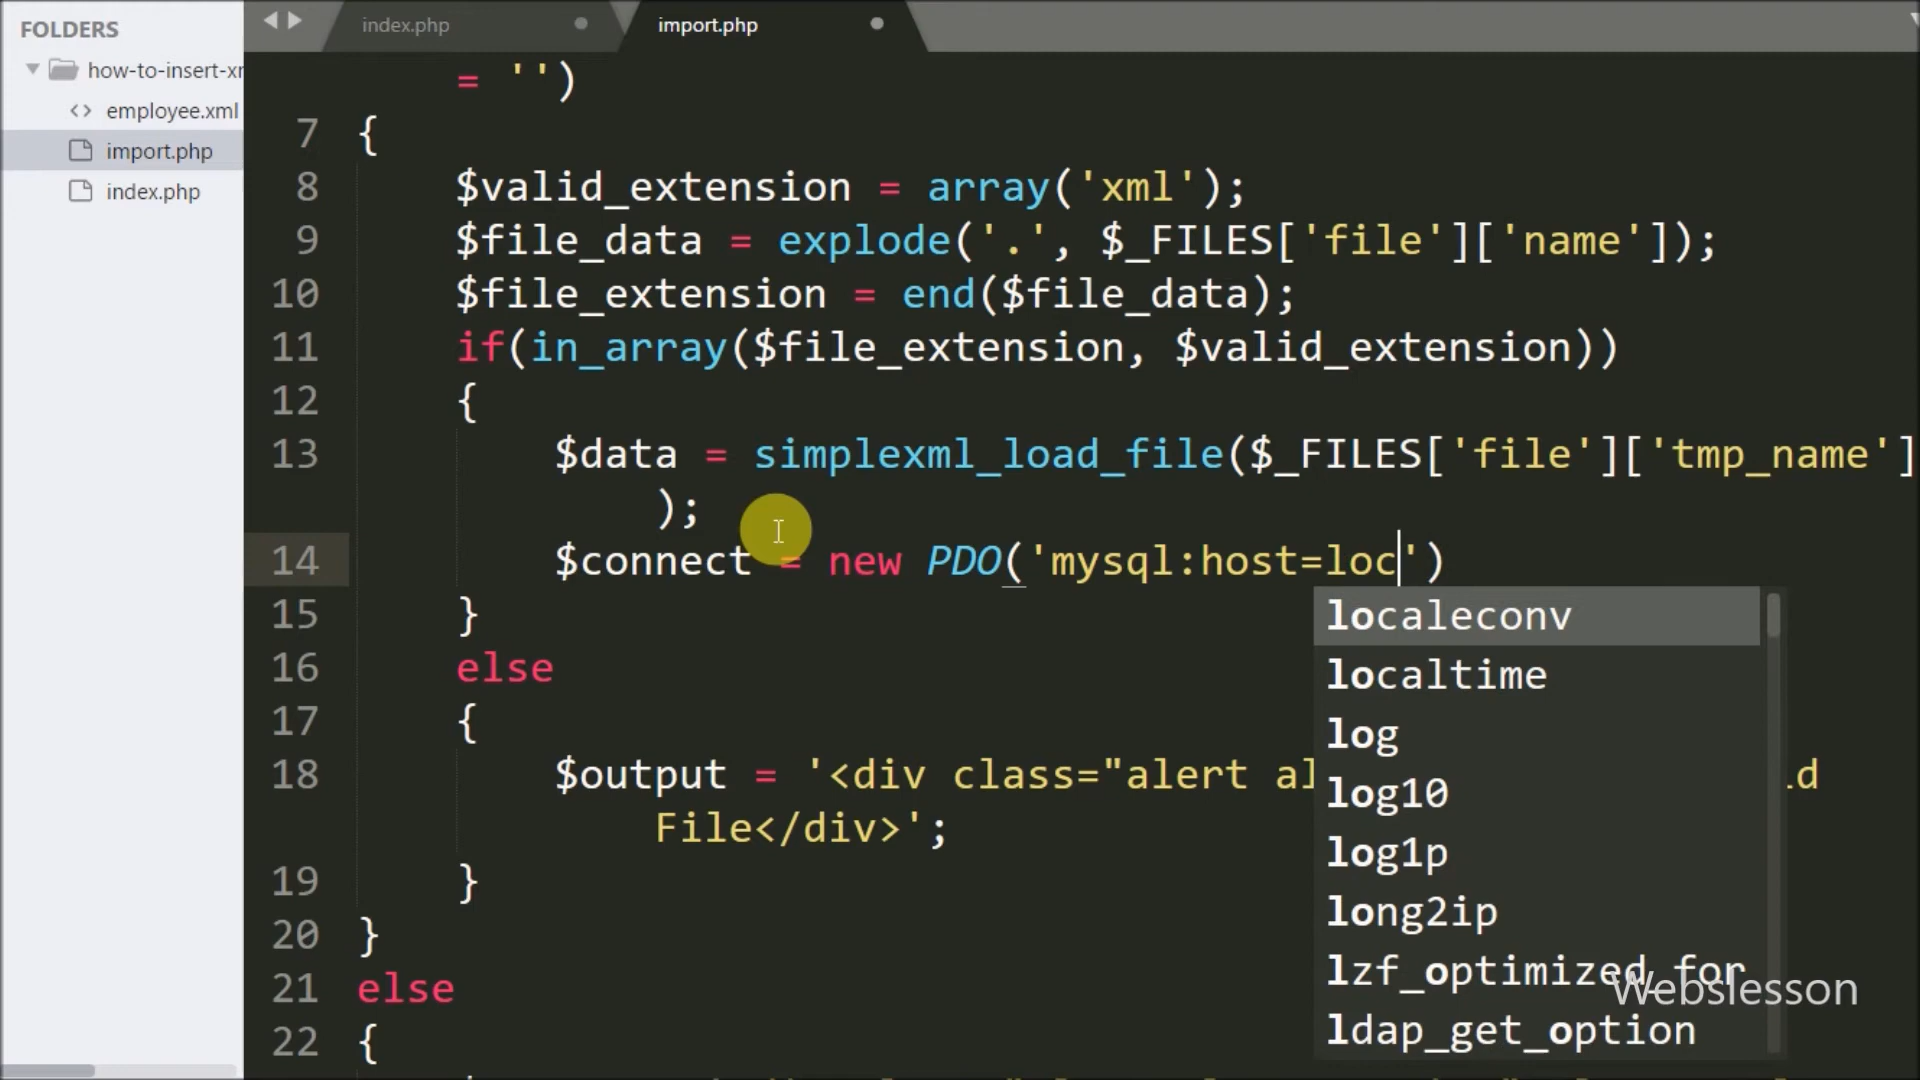 FOLDERS
how-to-insert-xm
employee.xml
import.php
index.php
index.php
import.php
= '')
7 {
8 $valid_extension = array('xml');
9 $file_data = explode('.', $_FILES['file']['name']);
10 $file_extension = end($file_data);
11 if(in_array($file_extension, $valid_extension))
12 {
13 $data = simplexml_load_file($_FILES['file']['tmp_name']
);
14 $connect = new PDO('mysql:host=loc')
15 }
16 else
17 {
18 $output = '<div class="alert al
File</div>';
19 }
20 }
21 else
22 {
localeconv
localtime
log
log10
log1p
long2ip
lzf_optimized_for
ldap_get_option
Webslesson